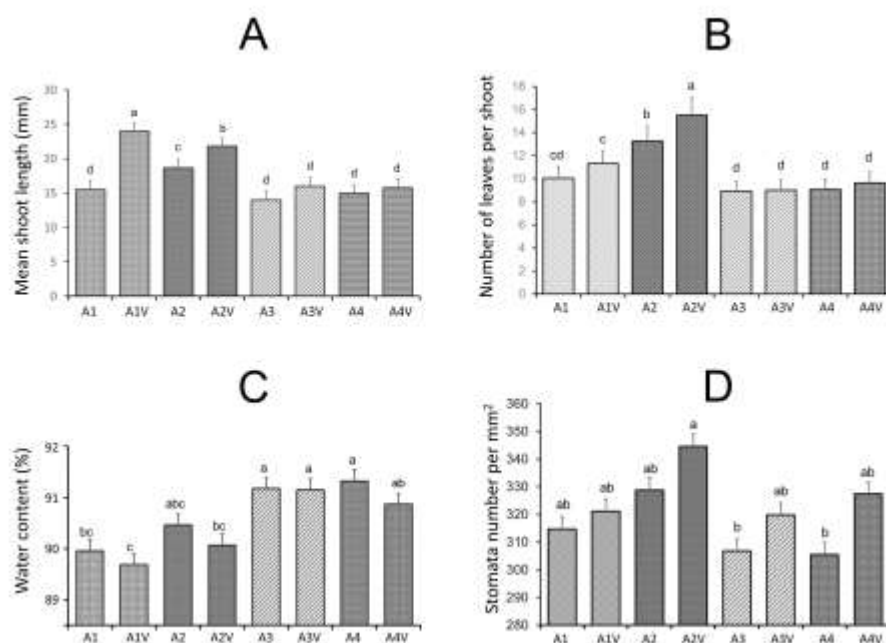 A
Mean shoot length (mm)
30
25
20
15
10
5
0
d
a
c
b
d
d
d
d
A1 A1V A2 A2V A3 A3V A4 A4V
B
Number of leaves per shoot
18
16
14
12
10
8
6
4
2
0
cd
c
b
a
d
d
d
d
A1 A1V A2 A2V A3 A3V A4 A4V
C
Water content (%)
92
91
90
89
bc
c
abc
bc
a
a
a
ab
A1 A1V A2 A2V A3 A3V A4 A4V
D
Stomata number per mm²
360
350
340
330
320
310
300
290
280
ab
ab
ab
a
b
ab
b
ab
A1 A1V A2 A2V A3 A3V A4 A4V